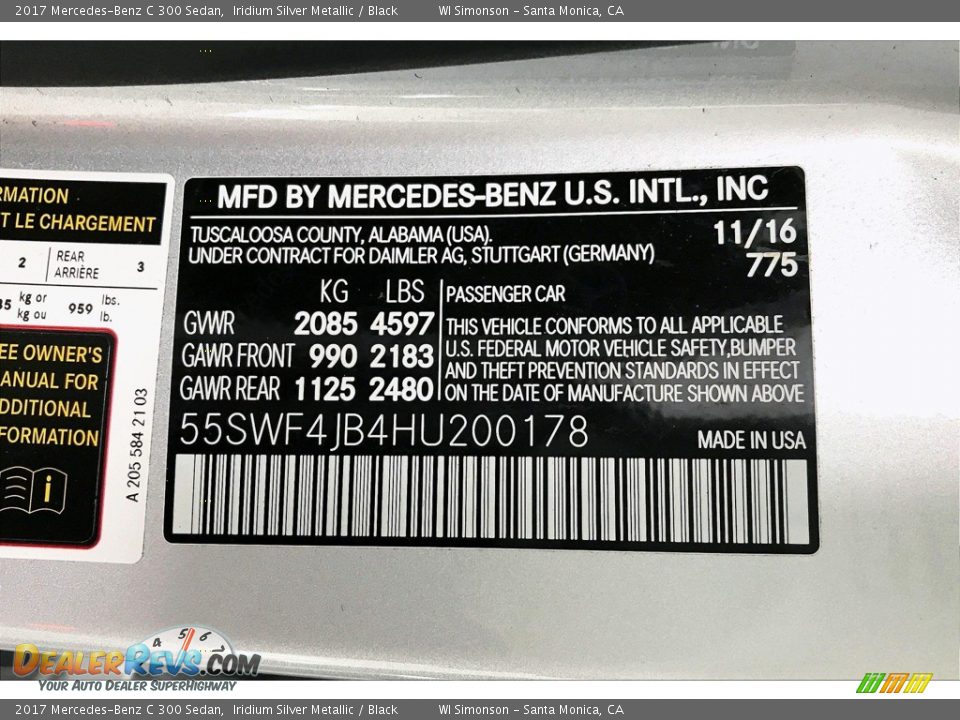 2017 Mercedes-Benz C 300 Sedan, Iridium Silver Metallic / Black WI Simonson - Santa Monica, CA
RMATION
T LE CHARGEMENT
2 REAR ARRIÈRE 3
kg or 959 lbs.
kg ou lb.
EE OWNER'S
ANUAL FOR
DDITIONAL
FORMATION
i
A 205 584 21 03
MFD BY MERCEDES-BENZ U.S. INTL., INC
TUSCALOOSA COUNTY, ALABAMA (USA). 11/16
UNDER CONTRACT FOR DAIMLER AG, STUTTGART (GERMANY) 775
KG LBS PASSENGER CAR
GVWR 2085 4597
GAWR FRONT 990 2183
GAWR REAR 1125 2480
THIS VEHICLE CONFORMS TO ALL APPLICABLE
U.S. FEDERAL MOTOR VEHICLE SAFETY,BUMPER
AND THEFT PREVENTION STANDARDS IN EFFECT
ON THE DATE OF MANUFACTURE SHOWN ABOVE
55SWF4JB4HU200178 MADE IN USA
4 5 6 7
DEALERREVS.COM
YOUR AUTO DEALER SUPERHIGHWAY
2017 Mercedes-Benz C 300 Sedan, Iridium Silver Metallic / Black WI Simonson - Santa Monica, CA